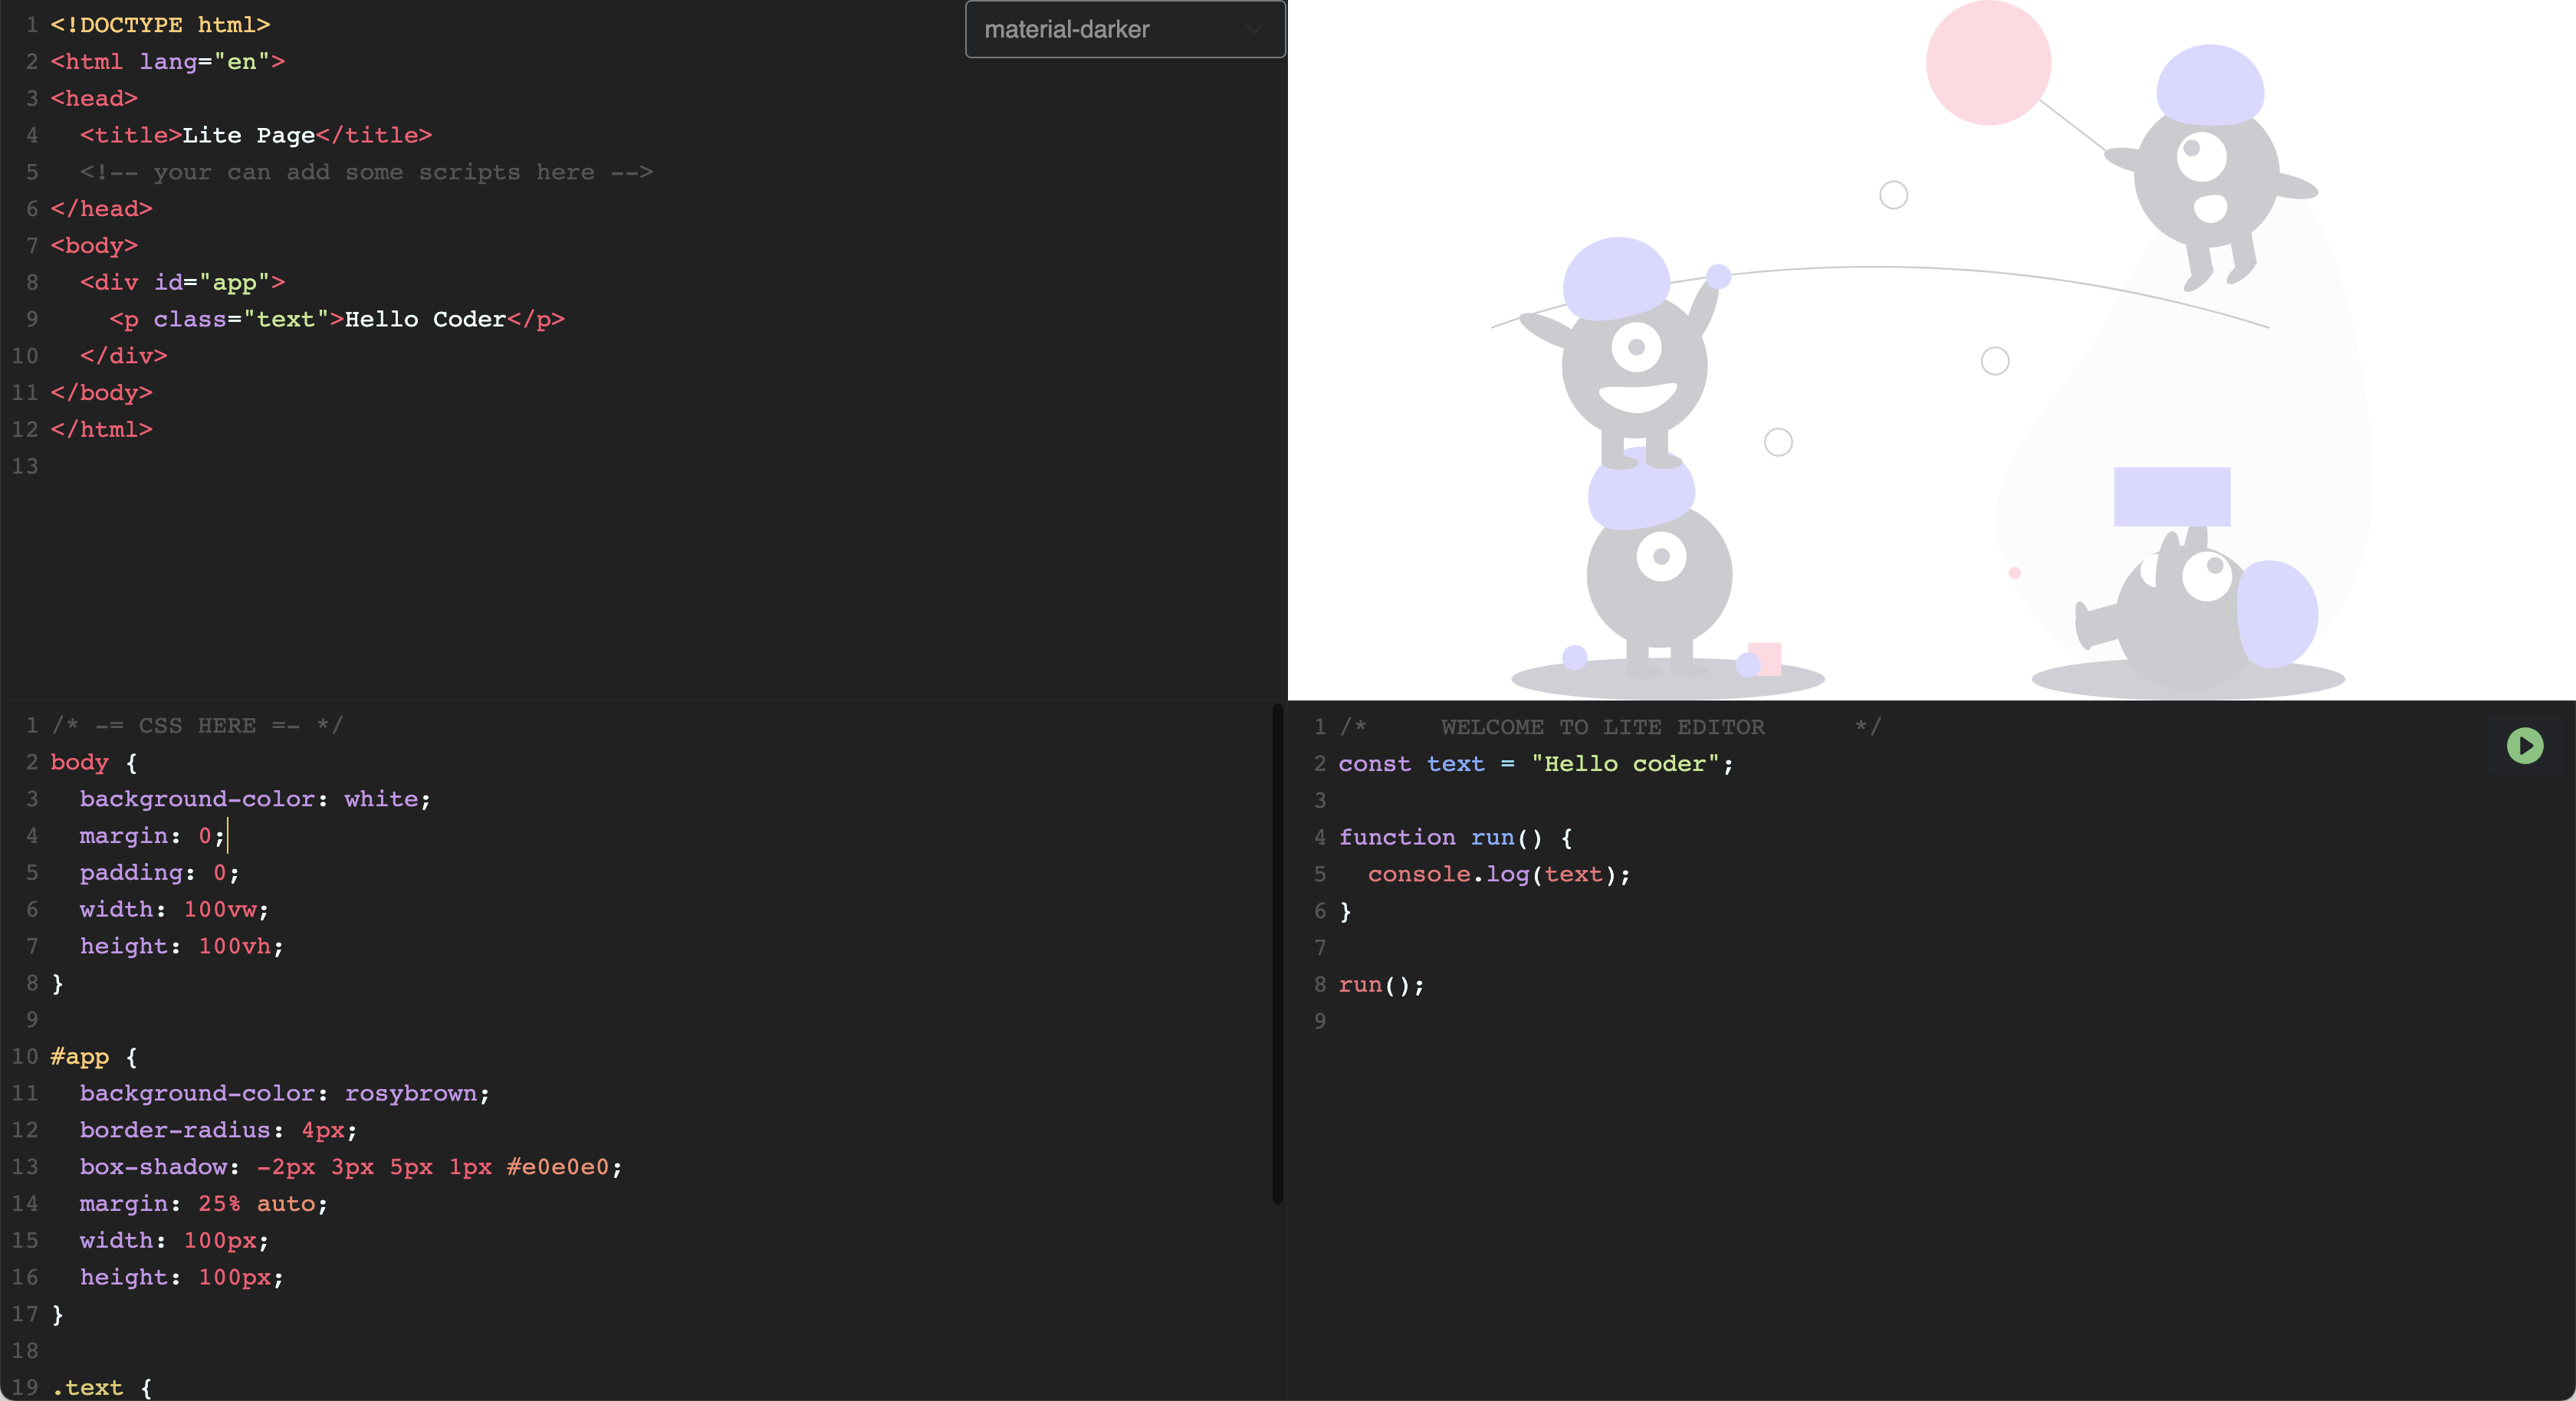 1 <!DOCTYPE html>
2 <html lang="en">
3 <head>
4   <title>Lite Page</title>
5   <!-- your can add some scripts here -->
6 </head>
7 <body>
8   <div id="app">
9     <p class="text">Hello Coder</p>
10   </div>
11 </body>
12 </html>
13
material-darker
1 /* -= CSS HERE =- */
2 body {
3   background-color: white;
4   margin: 0;
5   padding: 0;
6   width: 100vw;
7   height: 100vh;
8 }
9
10 #app {
11   background-color: rosybrown;
12   border-radius: 4px;
13   box-shadow: -2px 3px 5px 1px #e0e0e0;
14   margin: 25% auto;
15   width: 100px;
16   height: 100px;
17 }
18
19 .text {
1 /*     WELCOME TO LITE EDITOR      */
2 const text = "Hello coder";
3
4 function run() {
5   console.log(text);
6 }
7
8 run();
9